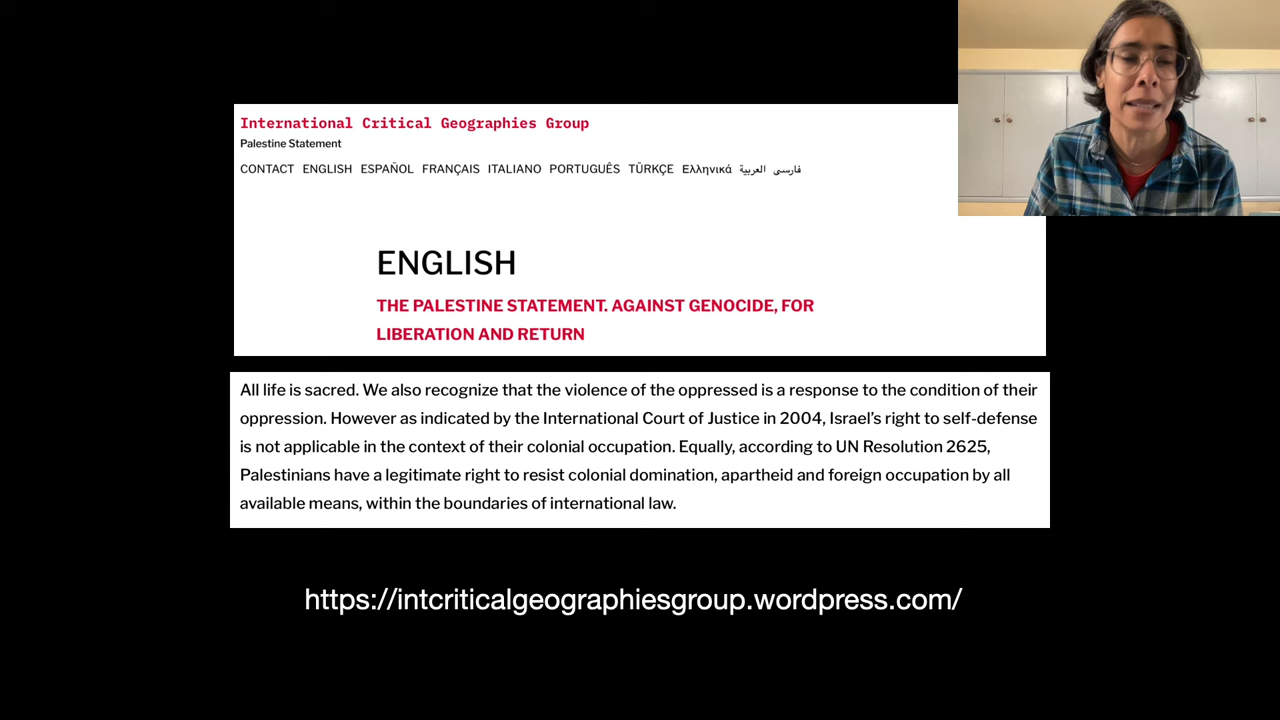 International Critical Geographies Group
Palestine Statement
CONTACT ENGLISH ESPAÑOL FRANÇAIS ITALIANO PORTUGUÊS TÜRKÇE Ελληνικά العربية فارسی
ENGLISH
THE PALESTINE STATEMENT. AGAINST GENOCIDE, FOR
LIBERATION AND RETURN
All life is sacred. We also recognize that the violence of the oppressed is a response to the condition of their
oppression. However as indicated by the International Court of Justice in 2004, Israel’s right to self-defense
is not applicable in the context of their colonial occupation. Equally, according to UN Resolution 2625,
Palestinians have a legitimate right to resist colonial domination, apartheid and foreign occupation by all
available means, within the boundaries of international law.
https://intcriticalgeographiesgroup.wordpress.com/